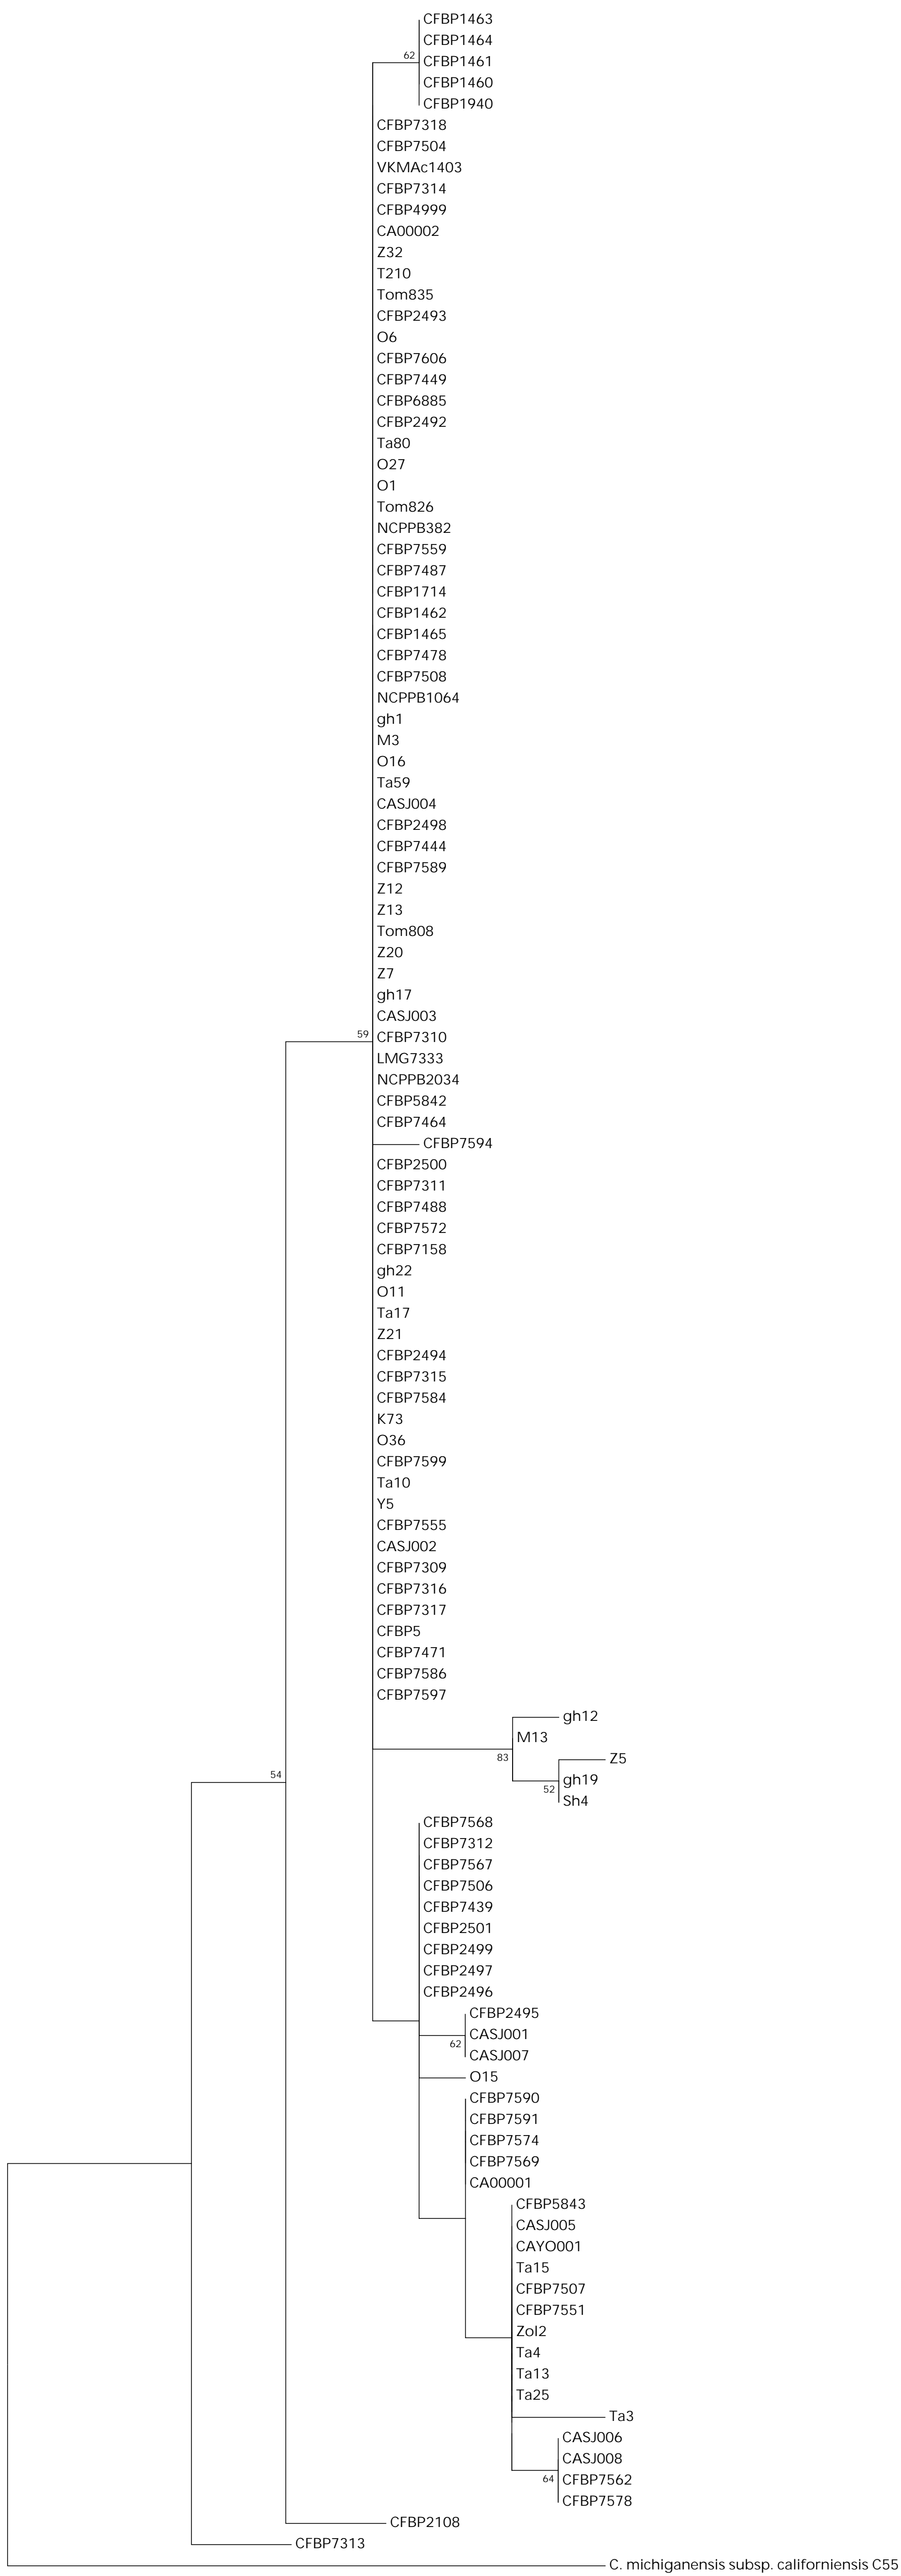 CFBP1463
CFBP1464
62
CFBP1461
CFBP1460
CFBP1940
CFBP7318
CFBP7504
VKMAc1403
CFBP7314
CFBP4999
CA00002
Z32
T210
Tom835
CFBP2493
O6
CFBP7606
CFBP7449
CFBP6885
CFBP2492
Ta80
O27
O1
Tom826
NCPPB382
CFBP7559
CFBP7487
CFBP1714
CFBP1462
CFBP1465
CFBP7478
CFBP7508
NCPPB1064
gh1
M3
O16
Ta59
CASJ004
CFBP2498
CFBP7444
CFBP7589
Z12
Z13
Tom808
Z20
Z7
gh17
CASJ003
59
CFBP7310
LMG7333
NCPPB2034
CFBP5842
CFBP7464
CFBP7594
CFBP2500
CFBP7311
CFBP7488
CFBP7572
CFBP7158
gh22
O11
Ta17
Z21
CFBP2494
CFBP7315
CFBP7584
K73
O36
CFBP7599
Ta10
Y5
CFBP7555
CASJ002
CFBP7309
CFBP7316
CFBP7317
CFBP5
CFBP7471
CFBP7586
CFBP7597
gh12
M13
83
Z5
54
gh19
52
Sh4
CFBP7568
CFBP7312
CFBP7567
CFBP7506
CFBP7439
CFBP2501
CFBP2499
CFBP2497
CFBP2496
CFBP2495
CASJ001
62
CASJ007
O15
CFBP7590
CFBP7591
CFBP7574
CFBP7569
CA00001
CFBP5843
CASJ005
CAYO001
Ta15
CFBP7507
CFBP7551
Zol2
Ta4
Ta13
Ta25
Ta3
CASJ006
CASJ008
64
CFBP7562
CFBP7578
CFBP2108
CFBP7313
C. michiganensis subsp. californiensis C55